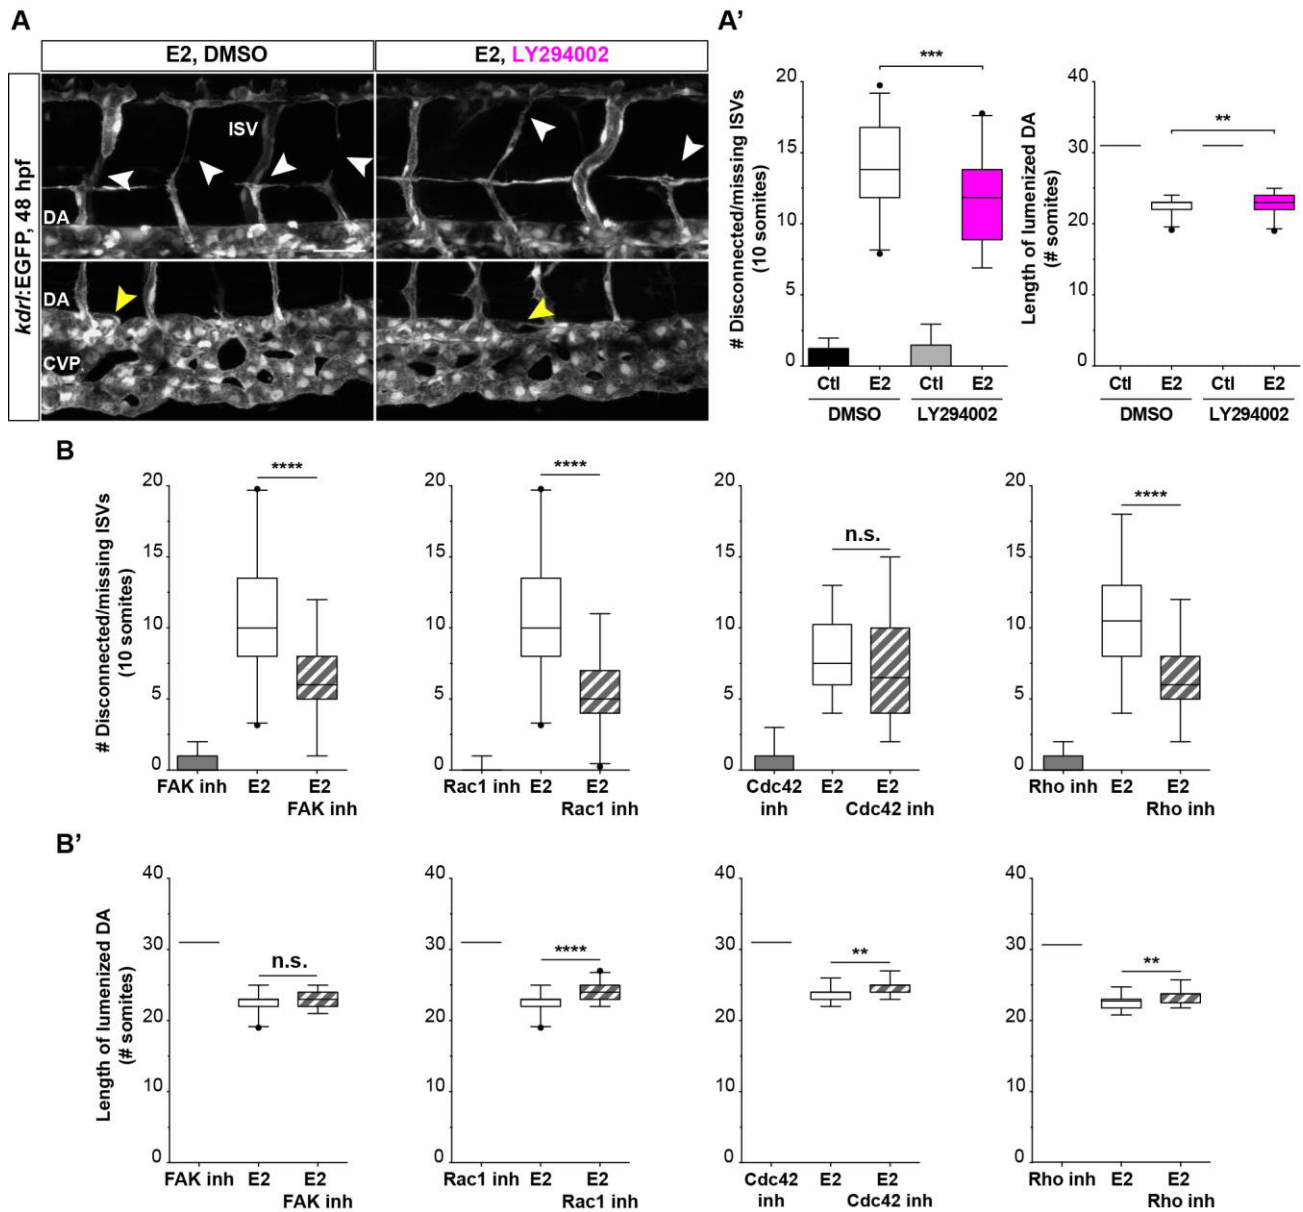 A
E2, DMSO
E2, LY294002
kdrl:EGFP, 48 hpf
ISV
DA
DA
CVP
A'
# Disconnected/missing ISVs
(10 somites)
20
15
10
5
0
***
Ctl
E2
Ctl
E2
DMSO
LY294002
Length of lumenized DA
(# somites)
40
30
20
10
0
**
Ctl
E2
Ctl
E2
DMSO
LY294002
B
# Disconnected/missing ISVs
(10 somites)
20
15
10
5
0
****
FAK inh
E2
E2
FAK inh
20
15
10
5
0
****
Rac1 inh
E2
E2
Rac1 inh
20
15
10
5
0
n.s.
Cdc42
inh
E2
E2
Cdc42 inh
20
15
10
5
0
****
Rho inh
E2
E2
Rho inh
B'
Length of lumenized DA
(# somites)
40
30
20
10
0
n.s.
FAK inh
E2
E2
FAK inh
40
30
20
10
0
****
Rac1 inh
E2
E2
Rac1 inh
40
30
20
10
0
**
Cdc42
inh
E2
E2
Cdc42 inh
40
30
20
10
0
**
Rho inh
E2
E2
Rho inh